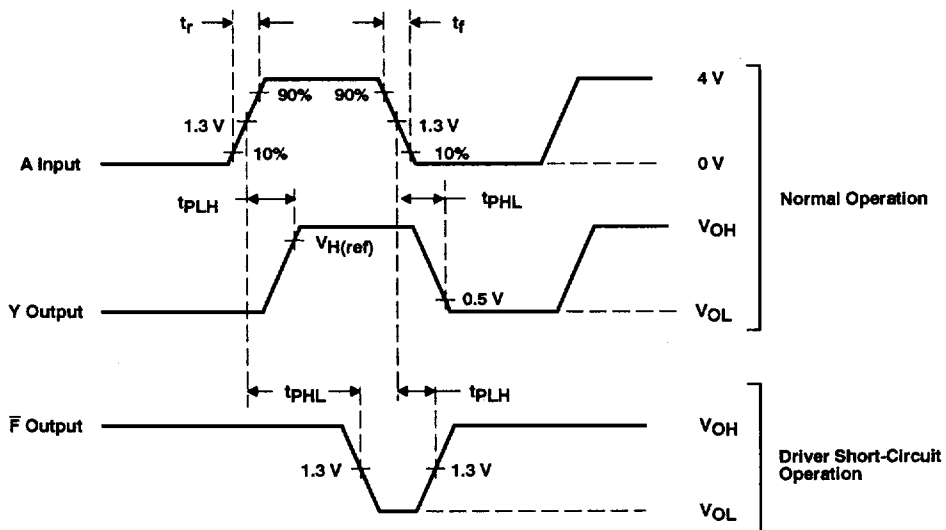 tr
tf
4 V
90%
90%
1.3 V
1.3 V
10%
10%
A Input
0 V
tPLH
tPHL
Normal Operation
VOH
VH(ref)
0.5 V
Y Output
VOL
tPHL
tPLH
F̅ Output
VOH
1.3 V
1.3 V
Driver Short-Circuit
Operation
VOL